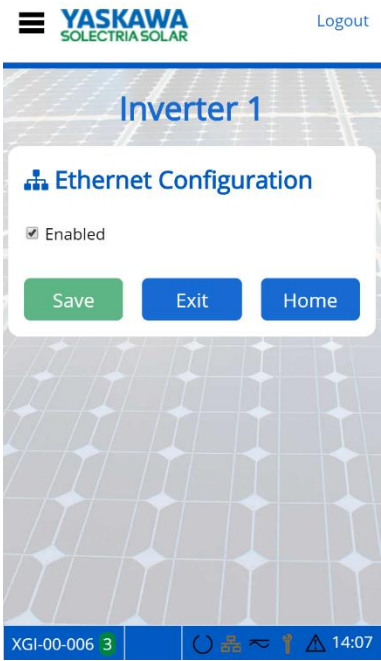 YASKAWA
SOLECTRIA SOLAR
Logout
Inverter 1
Ethernet Configuration
Enabled
Save
Exit
Home
XGI-00-006 3
14:07